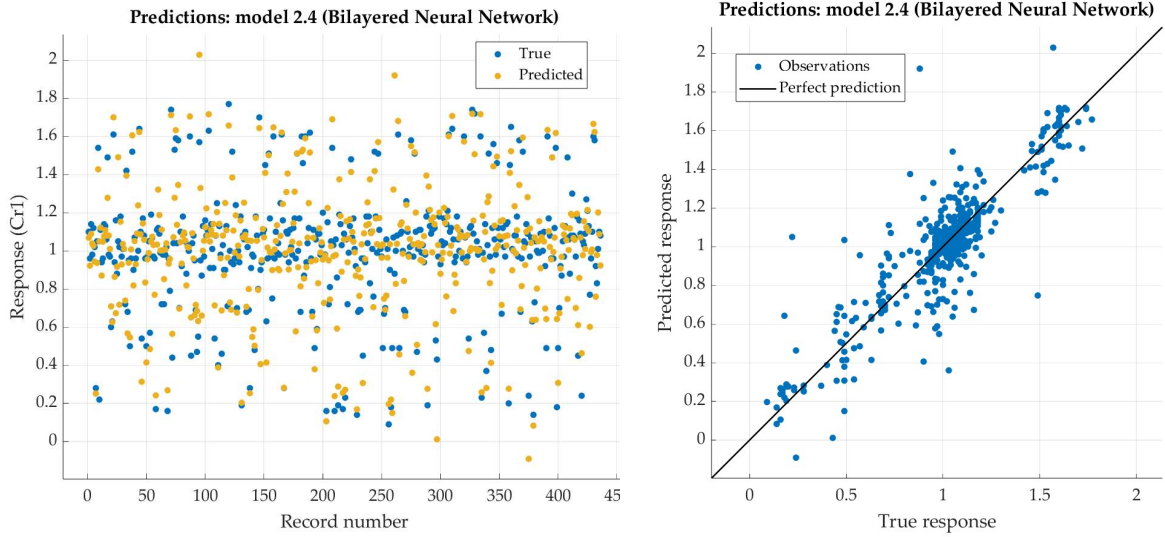 Predictions: model 2.4 (Bilayered Neural Network)
True
Predicted
2
1.8
1.6
1.4
1.2
1
0.8
0.6
0.4
0.2
0
Response (Cr1)
0 50 100 150 200 250 300 350 400 45
Record number
Predictions: model 2.4 (Bilayered Neural Network)
Observations
Perfect prediction
2
1.8
1.6
1.4
1.2
1
0.8
0.6
0.4
0.2
0
Predicted response
0 0.5 1 1.5 2
True response